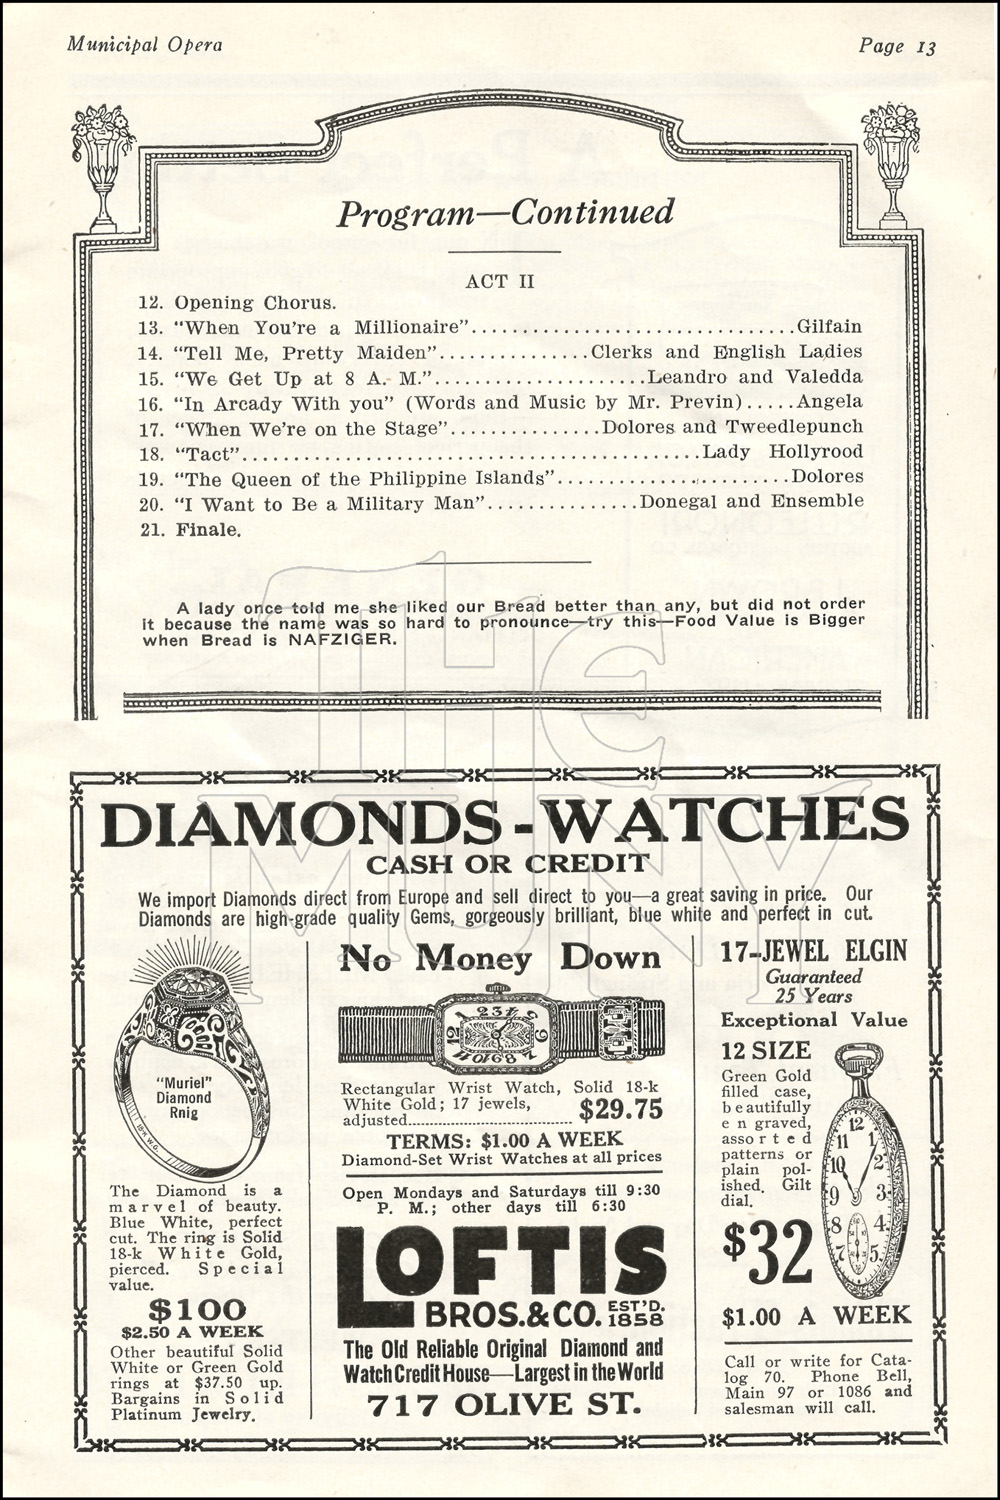 Municipal Opera Page 13
Program—Continued
ACT II
12. Opening Chorus.
13. "When You're a Millionaire"..............................Gilfain
14. "Tell Me, Pretty Maiden"..............Clerks and English Ladies
15. "We Get Up at 8 A. M."....................Leandro and Valedda
16. "In Arcady With you" (Words and Music by Mr. Previn).....Angela
17. "When We're on the Stage"..............Dolores and Tweedlepunch
18. "Tact"...........................................Lady Hollyrood
19. "The Queen of the Philippine Islands"......................Dolores
20. "I Want to Be a Military Man"..............Donegal and Ensemble
21. Finale.
A lady once told me she liked our Bread better than any, but did not order
it because the name was so hard to pronounce—try this—Food Value is Bigger
when Bread is NAFZIGER.
The
MUNY
DIAMONDS-WATCHES
CASH OR CREDIT
We import Diamonds direct from Europe and sell direct to you—a great saving in price. Our
Diamonds are high-grade quality Gems, gorgeously brilliant, blue white and perfect in cut.
"Muriel"
Diamond
Rnig
18K W.G.
The Diamond is a
marvel of beauty.
Blue White, perfect
cut. The ring is Solid
18-k White Gold,
pierced. Special
value.
$100
$2.50 A WEEK
Other beautiful Solid
White or Green Gold
rings at $37.50 up.
Bargains in Solid
Platinum Jewelry.
No Money Down
Rectangular Wrist Watch, Solid 18-k
White Gold; 17 jewels,
adjusted.............................. $29.75
TERMS: $1.00 A WEEK
Diamond-Set Wrist Watches at all prices
Open Mondays and Saturdays till 9:30
P. M.; other days till 6:30
LOFTIS
BROS.&CO. EST'D.
1858
The Old Reliable Original Diamond and
Watch Credit House—Largest in the World
717 OLIVE ST.
17-JEWEL ELGIN
Guaranteed
25 Years
Exceptional Value
12 SIZE
Green Gold
filled case,
beautifully
engraved,
assorted
patterns or
plain pol-
ished. Gilt
dial.
$32
$1.00 A WEEK
Call or write for Cata-
log 70. Phone Bell,
Main 97 or 1086 and
salesman will call.